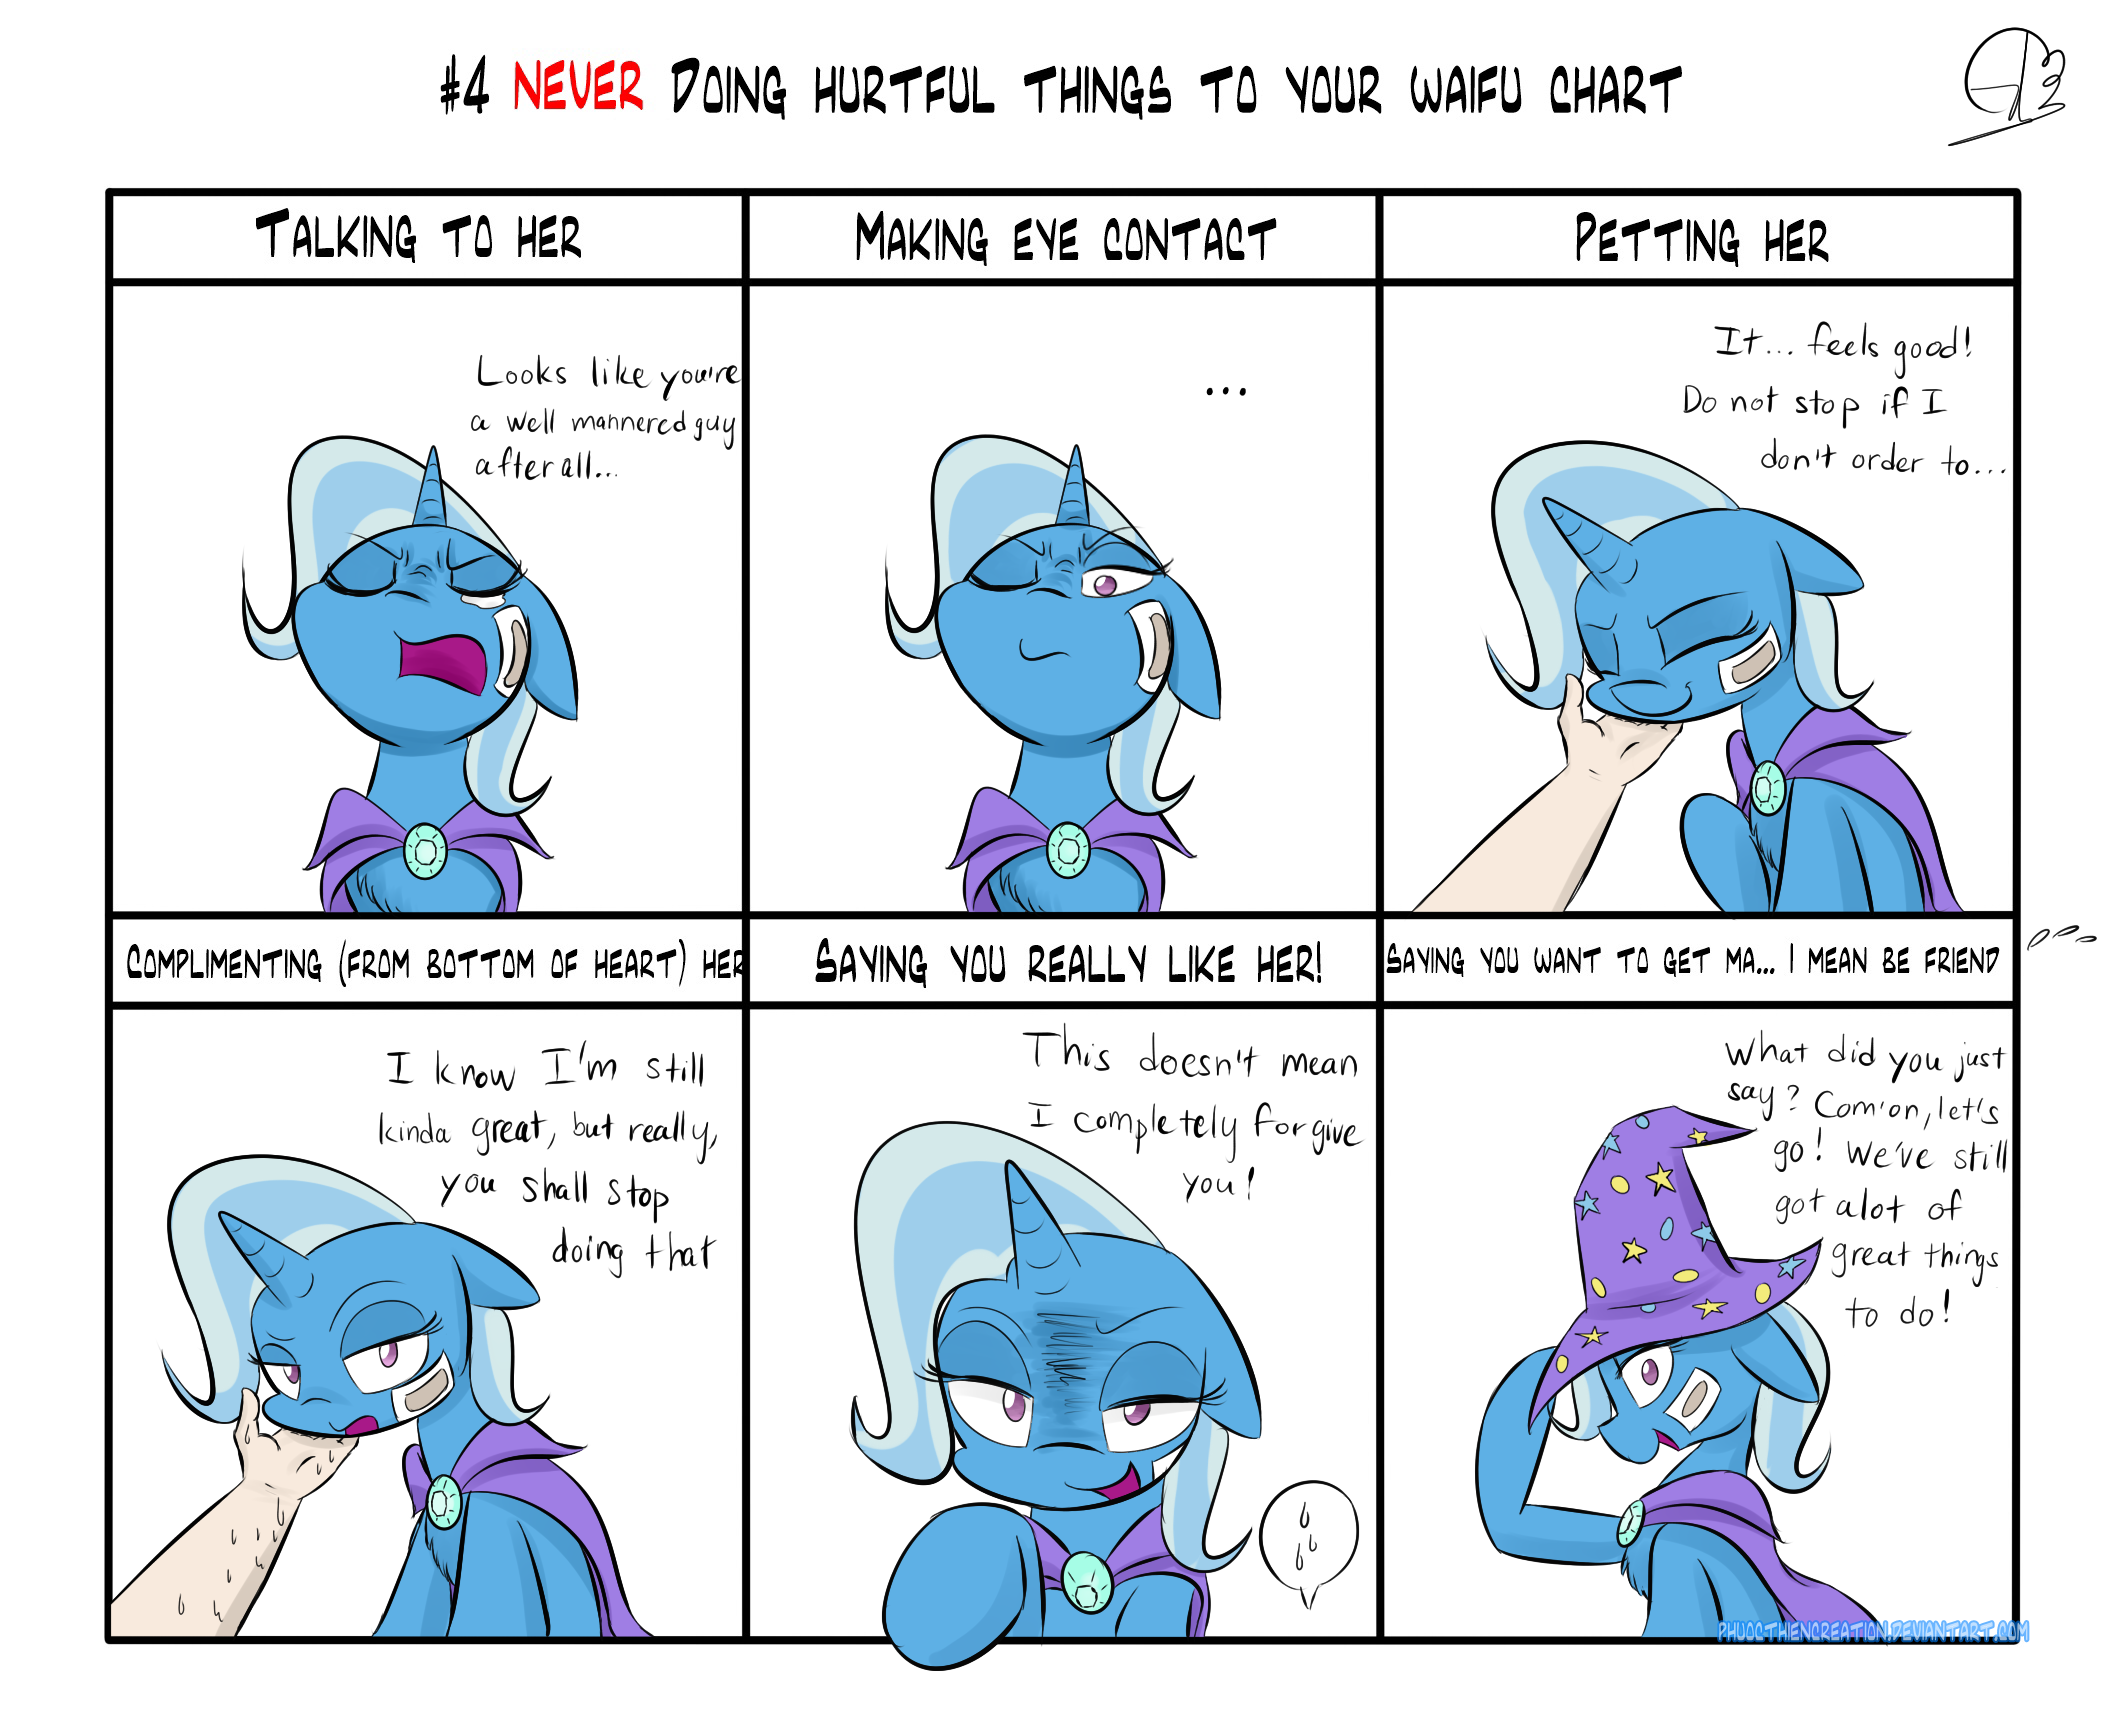 #4 NEVER DOING HURTFUL THINGS TO YOUR WAIFU CHART
TALKING TO HER
MAKING EYE CONTACT
PETTING HER
Looks like you're
a well mannered guy
after all...
...
It... feels good!
Do not stop if I
don't order to...
COMPLIMENTING (FROM BOTTOM OF HEART) HER
SAYING YOU REALLY LIKE HER!
SAYING YOU WANT TO GET MA... I MEAN BE FRIEND
I know I'm still
kinda great, but really,
you shall stop
doing that
This doesn't mean
I completely forgive
you!
What did you just
say? Com'on, let's
go! We've still
got alot of
great things
to do!
PHUOCTHIENCREATION.DEVIANTART.COM